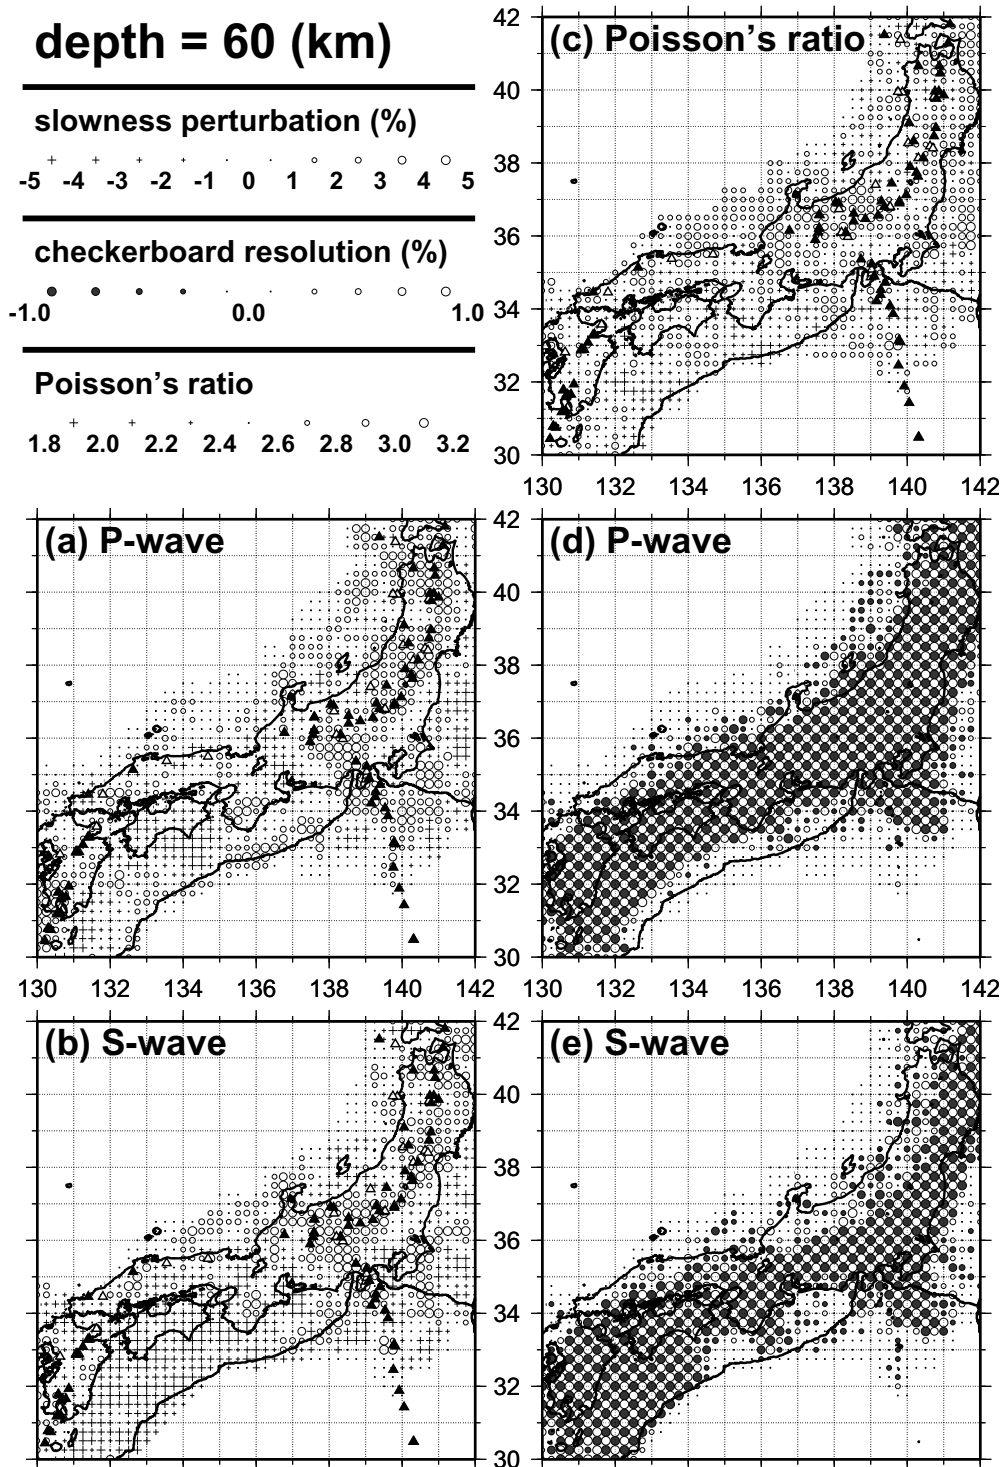 depth = 60 (km)
slowness perturbation (%)
-5 -4 -3 -2 -1 0 1 2 3 4 5
checkerboard resolution (%)
-1.0 0.0 1.0
Poisson's ratio
1.8 2.0 2.2 2.4 2.6 2.8 3.0 3.2
(c) Poisson's ratio
42
40
38
36
34
32
30
130 132 134 136 138 140 142
(a) P-wave
42
40
38
36
34
32
30
130 132 134 136 138 140 142
(d) P-wave
130 132 134 136 138 140 142
(b) S-wave
42
40
38
36
34
32
30
(e) S-wave